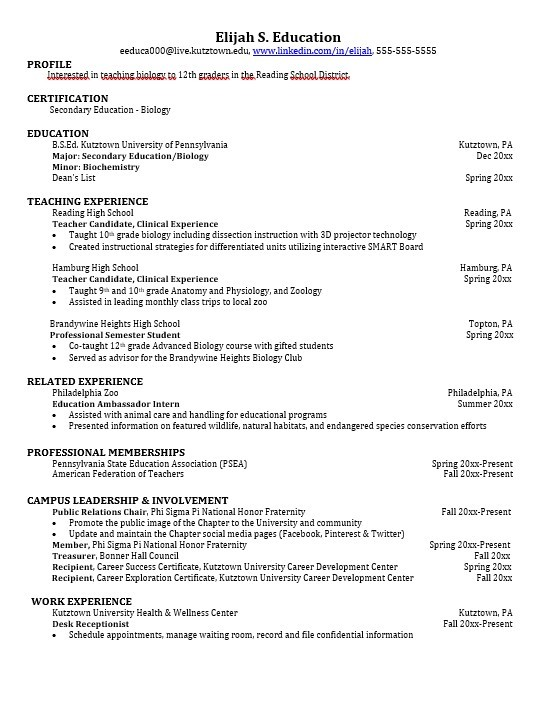 Elijah S. Education
eeduca000@live.kutztown.edu, www.linkedin.com/in/elijah, 555-555-5555
PROFILE
Interested in teaching biology to 12th graders in the Reading School District.
CERTIFICATION
Secondary Education - Biology
EDUCATION
B.S.Ed. Kutztown University of Pennsylvania Kutztown, PA
Major: Secondary Education/Biology Dec 20xx
Minor: Biochemistry
Dean's List Spring 20xx
TEACHING EXPERIENCE
Reading High School Reading, PA
Teacher Candidate, Clinical Experience Spring 20xx
• Taught 10th grade biology including dissection instruction with 3D projector technology
• Created instructional strategies for differentiated units utilizing interactive SMART Board
Hamburg High School Hamburg, PA
Teacher Candidate, Clinical Experience Spring 20xx
• Taught 9th and 10th grade Anatomy and Physiology, and Zoology
• Assisted in leading monthly class trips to local zoo
Brandywine Heights High School Topton, PA
Professional Semester Student Spring 20xx
• Co-taught 12th grade Advanced Biology course with gifted students
• Served as advisor for the Brandywine Heights Biology Club
RELATED EXPERIENCE
Philadelphia Zoo Philadelphia, PA
Education Ambassador Intern Summer 20xx
• Assisted with animal care and handling for educational programs
• Presented information on featured wildlife, natural habitats, and endangered species conservation efforts
PROFESSIONAL MEMBERSHIPS
Pennsylvania State Education Association (PSEA) Spring 20xx-Present
American Federation of Teachers Fall 20xx-Present
CAMPUS LEADERSHIP & INVOLVEMENT
Public Relations Chair, Phi Sigma Pi National Honor Fraternity Fall 20xx-Present
• Promote the public image of the Chapter to the University and community
• Update and maintain the Chapter social media pages (Facebook, Pinterest & Twitter)
Member, Phi Sigma Pi National Honor Fraternity Spring 20xx-Present
Treasurer, Bonner Hall Council Fall 20xx
Recipient, Career Success Certificate, Kutztown University Career Development Center Spring 20xx
Recipient, Career Exploration Certificate, Kutztown University Career Development Center Fall 20xx
WORK EXPERIENCE
Kutztown University Health & Wellness Center Kutztown, PA
Desk Receptionist Fall 20xx-Present
• Schedule appointments, manage waiting room, record and file confidential information